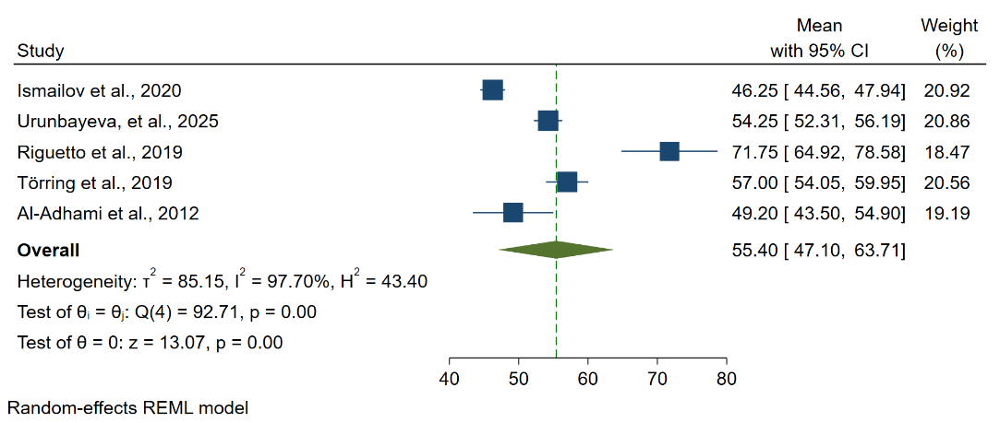 Mean Weight
Study with 95% CI (%)
Ismailov et al., 2020 46.25 [ 44.56, 47.94] 20.92
Urunbayeva, et al., 2025 54.25 [ 52.31, 56.19] 20.86
Riguetto et al., 2019 71.75 [ 64.92, 78.58] 18.47
Törring et al., 2019 57.00 [ 54.05, 59.95] 20.56
Al-Adhami et al., 2012 49.20 [ 43.50, 54.90] 19.19
Overall 55.40 [ 47.10, 63.71]
Heterogeneity: τ² = 85.15, I² = 97.70%, H² = 43.40
Test of θᵢ = θⱼ: Q(4) = 92.71, p = 0.00
Test of θ = 0: z = 13.07, p = 0.00
40 50 60 70 80
Random-effects REML model